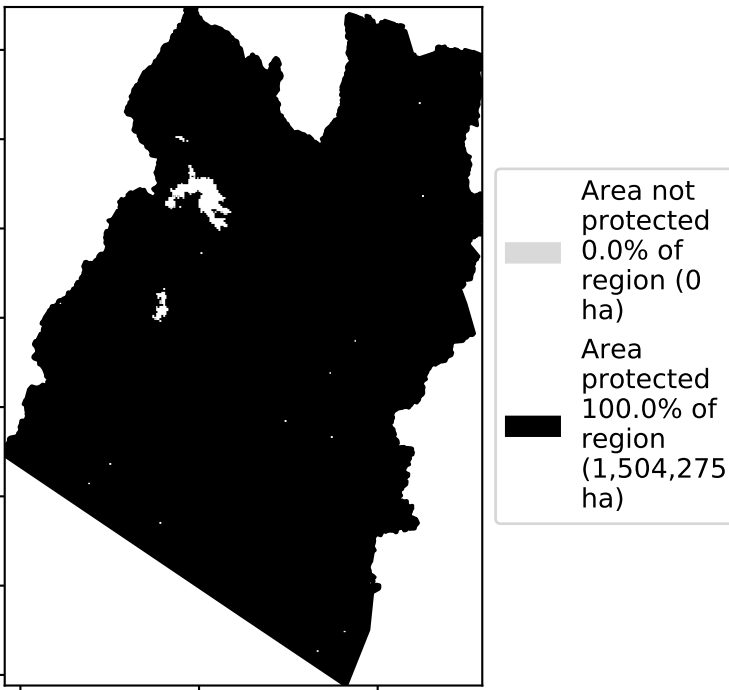 Area not
protected
0.0% of
region (0
ha)
Area
protected
100.0% of
region
(1,504,275
ha)